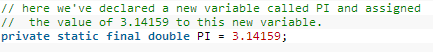 // here we've declared a new variable called PI and assigned
//  the value of 3.14159 to this new variable.
private static final double PI = 3.14159;